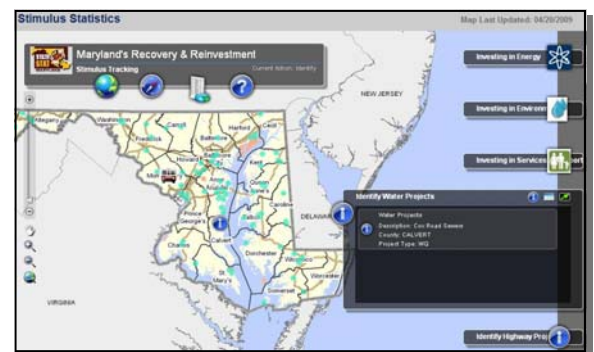 Stimulus Statistics
Map Last Updated: 04/20/2009
Maryland's Recovery & Reinvestment
Stimulus Tracking
Current Action: Identify
Investing in Energy
NEW JERSEY
Investing in Environ
Allegany
Washington
Carroll
Harford
Cecil
Frederick
Baltimore
Howard
Baltimore
Kent
Anne
Arundel
Queen
Anne's
Investing in Services
port
Identify Water Projects
Caroline
Prince
George's
Talbot
DELAWA
Water Projects
Description: Cox Road Sewer
County: CALVERT
Project Type: WQ
Charles
Calvert
Dorchester
Wicomico
St.
Mary's
Worcester
Somerset
VIRGINIA
Identify Highway Proj